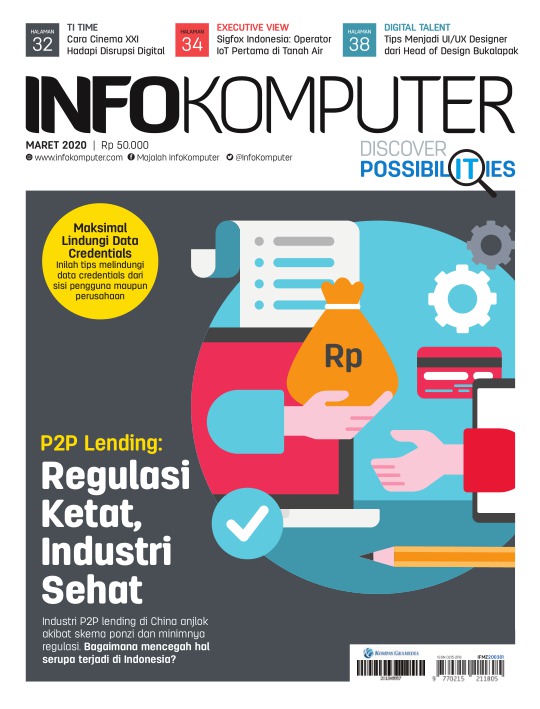 HALAMAN
32
TI TIME
Cara Cinema XXI
Hadapi Disrupsi Digital
HALAMAN
34
EXECUTIVE VIEW
Sigfox Indonesia: Operator
IoT Pertama di Tanah Air
HALAMAN
38
DIGITAL TALENT
Tips Menjadi UI/UX Designer
dari Head of Design Bukalapak
INFOKOMPUTER
MARET 2020 | Rp 50.000
www.infokomputer.com Majalah InfoKomputer @InfoKomputer
DISCOVER
POSSIBILITIES
Maksimal
Lindungi Data
Credentials
Inilah tips melindungi
data credentials dari
sisi pengguna maupun
perusahaan
Rp
P2P Lending:
Regulasi
Ketat,
Industri
Sehat
Industri P2P lending di China anjlok
akibat skema ponzi dan minimnya
regulasi. Bagaimana mencegah hal
serupa terjadi di Indonesia?
KOMPAS GRAMEDIA
IFMZ200301
9 770215 211805